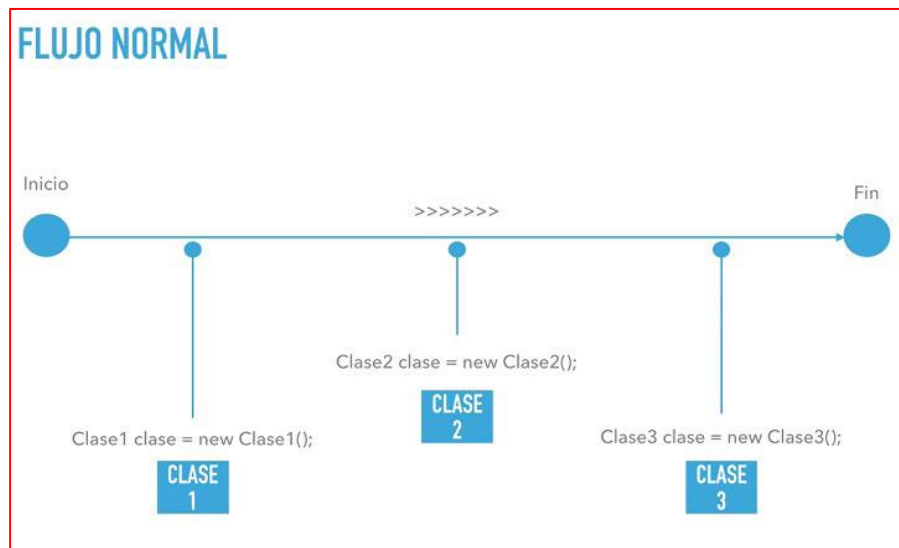 FLUJO NORMAL
Inicio
>>>>>>>
Fin
Clase2 clase = new Clase2();
CLASE
2
Clase1 clase = new Clase1();
CLASE
1
Clase3 clase = new Clase3();
CLASE
3